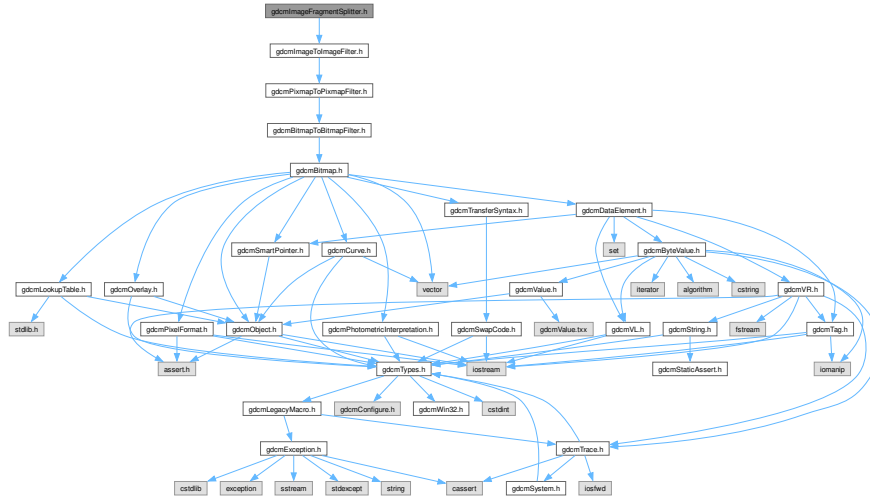 gdcmImageFragmentSplitter.h
gdcmImageToImageFilter.h
gdcmPixmapToPixmapFilter.h
gdcmBitmapToBitmapFilter.h
gdcmBitmap.h
gdcmTransferSyntax.h
gdcmDataElement.h
gdcmSmartPointer.h
gdcmCurve.h
set
gdcmByteValue.h
gdcmLookupTable.h
gdcmOverlay.h
vector
gdcmValue.h
iterator
algorithm
cstring
gdcmVR.h
stdlib.h
gdcmPixelFormat.h
gdcmObject.h
gdcmPhotometricInterpretation.h
gdcmSwapCode.h
gdcmValue.txx
gdcmVL.h
gdcmString.h
fstream
gdcmTag.h
assert.h
gdcmTypes.h
iostream
gdcmStaticAssert.h
iomanip
gdcmLegacyMacro.h
gdcmConfigure.h
gdcmWin32.h
cstdint
gdcmException.h
gdcmTrace.h
cstdlib
exception
sstream
stdexcept
string
cassert
gdcmSystem.h
iosfwd